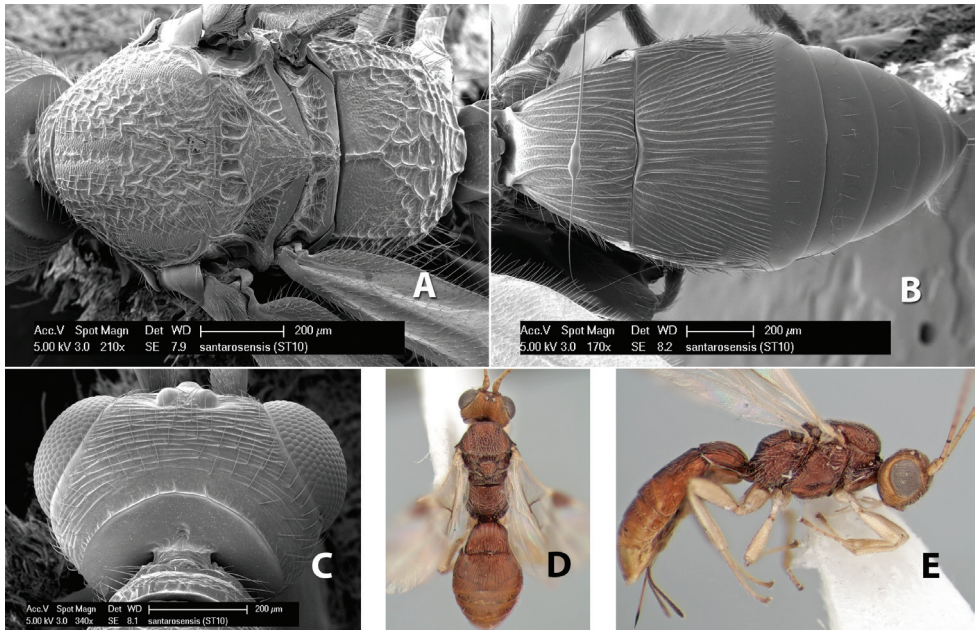 A
Acc.V Spot Magn Det WD 200 µm
5.00 kV 3.0 210x SE 7.9 santarosensis (ST10)
B
Acc.V Spot Magn Det WD 200 µm
5.00 kV 3.0 170x SE 8.2 santarosensis (ST10)
C
Acc.V Spot Magn Det WD 200 µm
5.00 kV 3.0 340x SE 8.1 santarosensis (ST10)
D
E